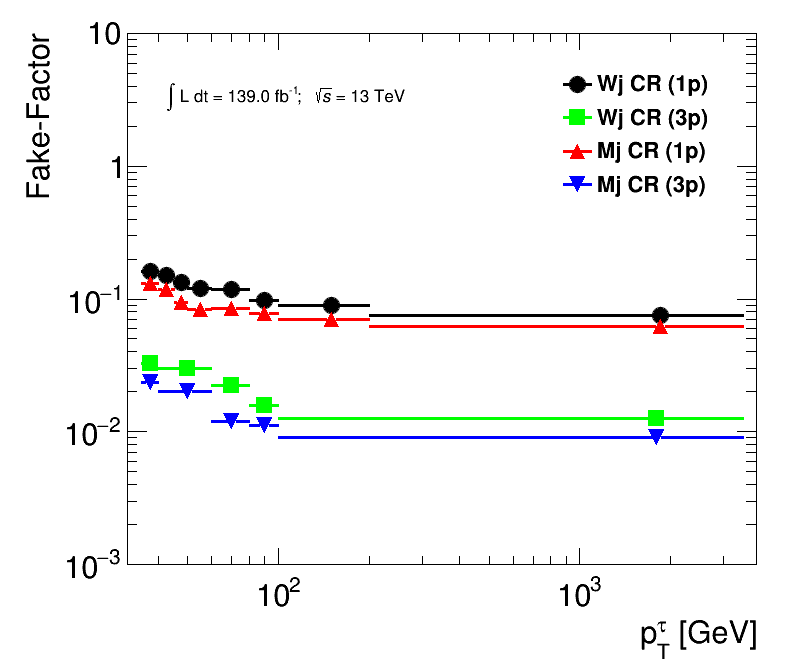 10
1
10⁻¹
10⁻²
10⁻³
Fake-Factor
∫ L dt = 139.0 fb⁻¹; √s = 13 TeV
Wj CR (1p)
Wj CR (3p)
Mj CR (1p)
Mj CR (3p)
10² 10³
p_T^τ [GeV]